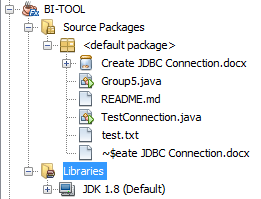 BI-TOOL
Source Packages
<default package>
Create JDBC Connection.docx
Group5.java
README.md
TestConnection.java
test.txt
~$eate JDBC Connection.docx
Libraries
JDK 1.8 (Default)